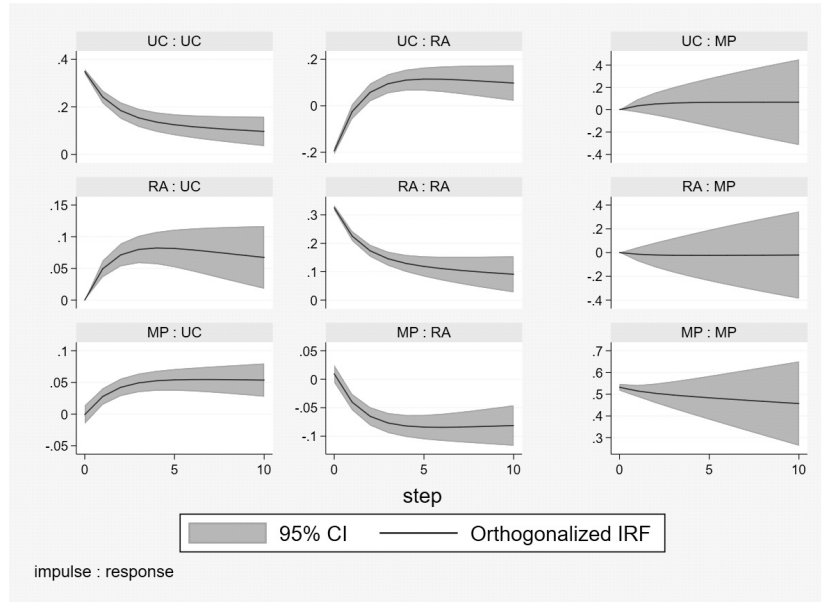 UC : UC
UC : RA
UC : MP
.4
.2
0
.2
0
-.2
.4
.2
0
-.2
-.4
RA : UC
RA : RA
RA : MP
.15
.1
.05
0
.3
.2
.1
0
.4
.2
0
-.2
-.4
MP : UC
MP : RA
MP : MP
.1
.05
0
-.05
.05
0
-.05
-.1
.7
.6
.5
.4
.3
0 5 10
0 5 10
0 5 10
step
95% CI Orthogonalized IRF
impulse : response